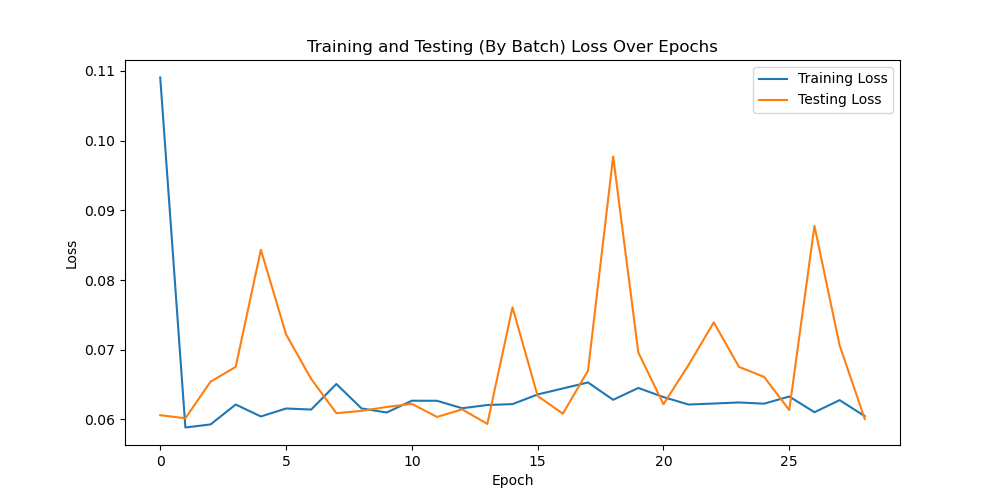 Training and Testing (By Batch) Loss Over Epochs
Training Loss
Testing Loss
0.11
0.10
0.09
0.08
0.07
0.06
Loss
0 5 10 15 20 25
Epoch